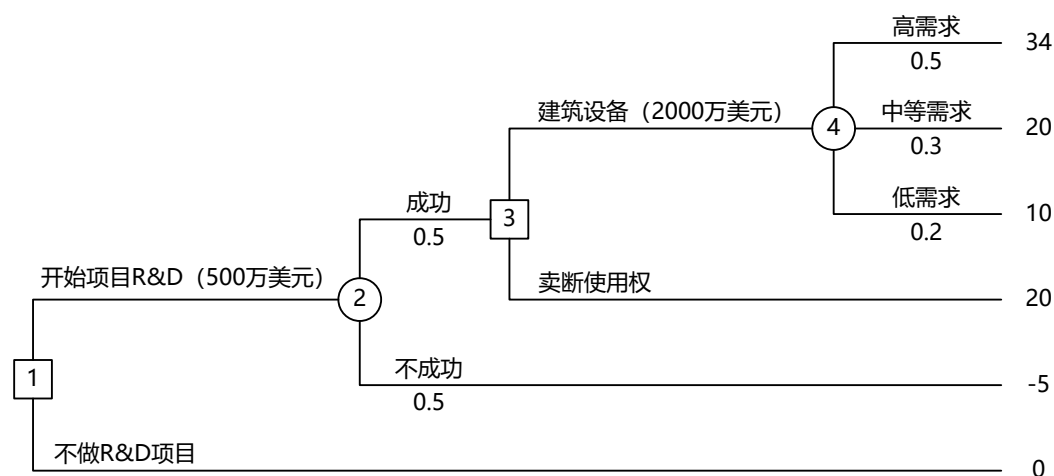 高需求
34
0.5
建筑设备（2000万美元）
4
中等需求
20
0.3
成功
3
低需求
10
0.5
0.2
开始项目R&D（500万美元）
2
卖断使用权
20
1
不成功
-5
0.5
不做R&D项目
0